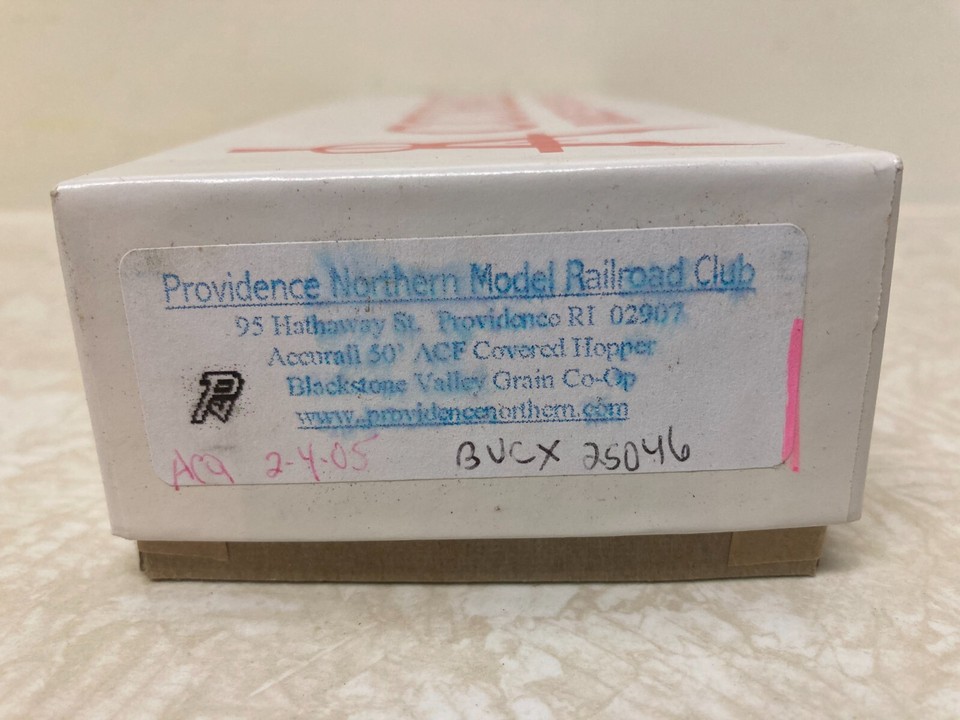 Providence Northern Model Railroad Club
95 Hathaway St. Providence RI 02907
Accurail 50' ACF Covered Hopper
Blackstone Valley Grain Co-Op
www.providencenorthern.com
ACQ 2-4-05 BVCX 25046